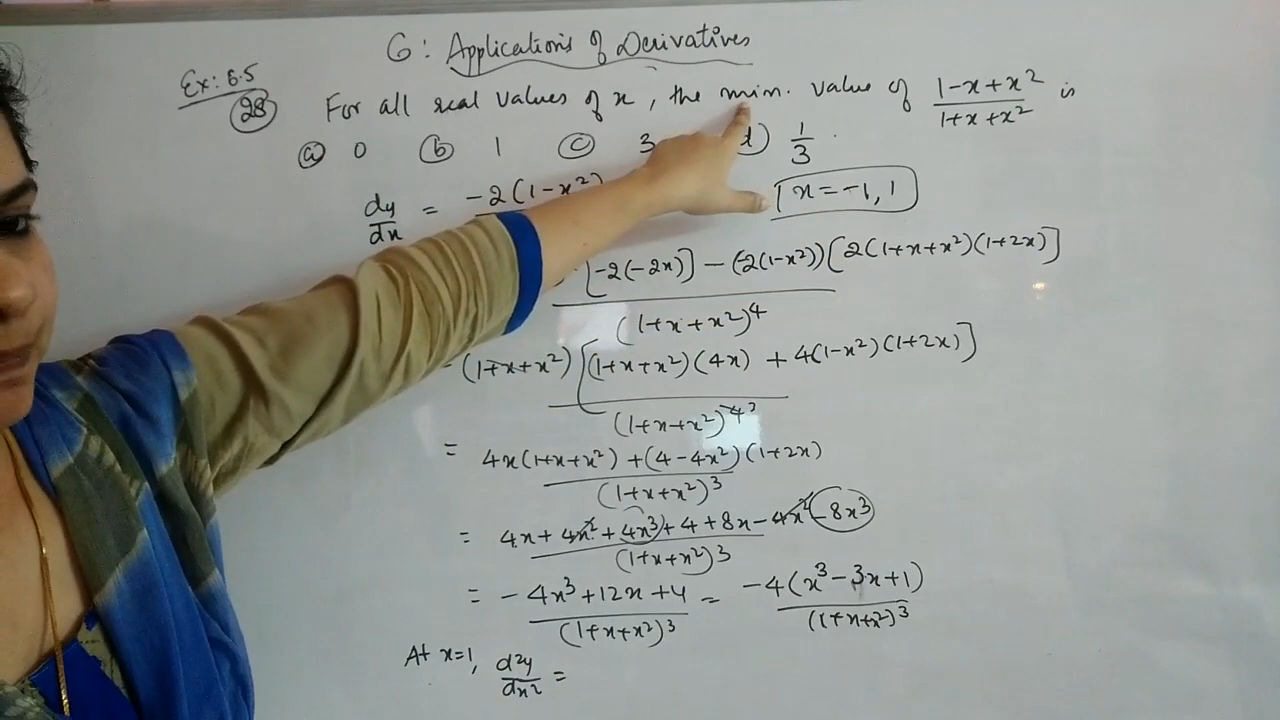 6: Applications of Derivatives
Ex: 6.5
28 For all real values of x, the min. value of (1-x+x²)/(1+x+x²) is
(a) 0 (b) 1 (c) 3 d) 1/3.
dy/dx = -2(1-x²) x = -1, 1
[-2(-2x)] - (-2(1-x²))[2(1+x+x²)(1+2x)]
(1+x+x²)⁴
= (1+x+x²)[(1+x+x²)(4x) + 4(1-x²)(1+2x)]
(1+x+x²)⁴ ³
= 4x(1+x+x²) + (4-4x²)(1+2x)
(1+x+x²)³
= 4x + 4x² + 4x³ + 4 + 8x - 4x² - 8x³
(1+x+x²)³
= -4x³+12x+4 = -4(x³-3x+1)
(1+x+x²)³ (1+x+x²)³
At x=1, d²y/dx² =